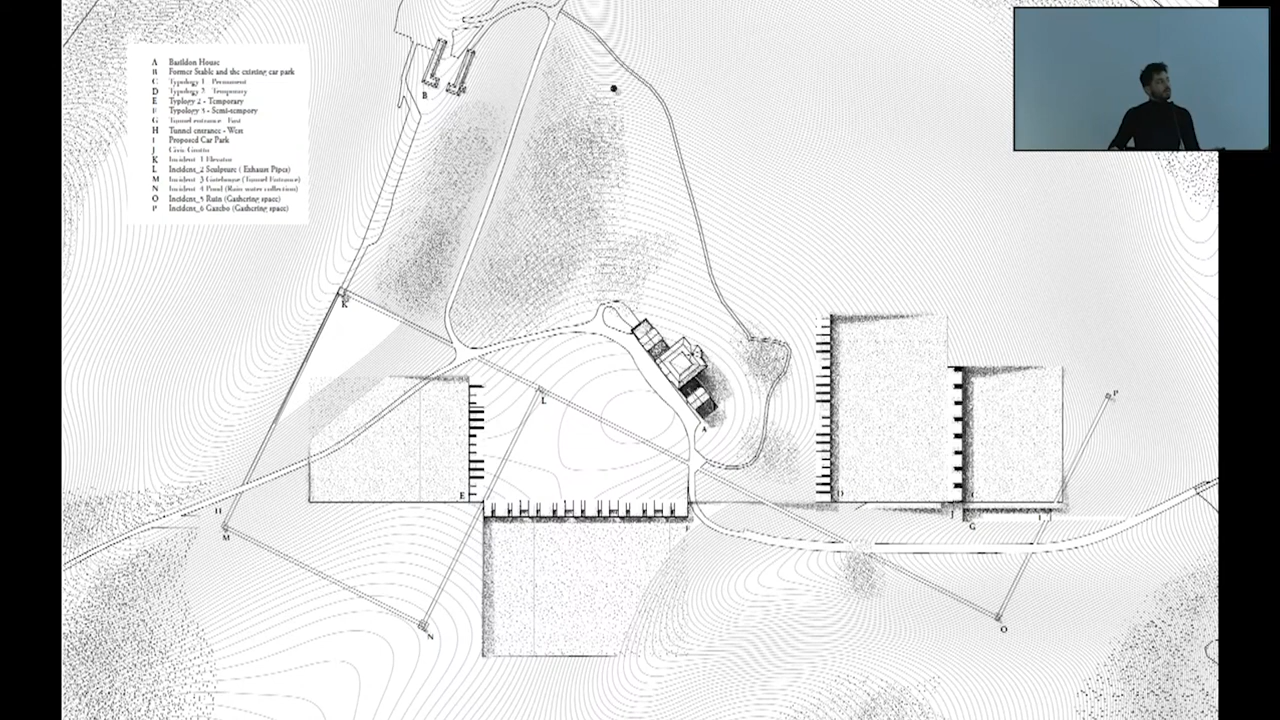 A Basildon House
B Former Stable and the existing car park
C Typology 1 - Permanent
D Typology 2 - Temporary
E Typlogy 2 - Temporary
F Typology 3 - Semi-tempory
G Tunnel entrance - East
H Tunnel entrance - West
I Proposed Car Park
J Civic Grotto
K Incident_1 Elevator
L Incident_2 Sculpture ( Exhaust Pipes)
M Incident_3 Gatehouse (Tunnel Entrance)
N Incident_4 Pond (Rain water collection)
O Incident_5 Ruin (Gathering space)
P Incident_6 Gazebo (Gathering space)
B
K
L
P
A
E
D
C
H
F
J
I
G
M
N
O